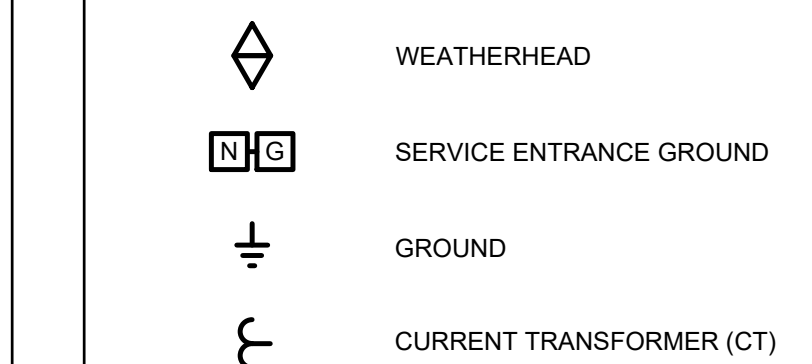 WEATHERHEAD
N G SERVICE ENTRANCE GROUND
GROUND
CURRENT TRANSFORMER (CT)